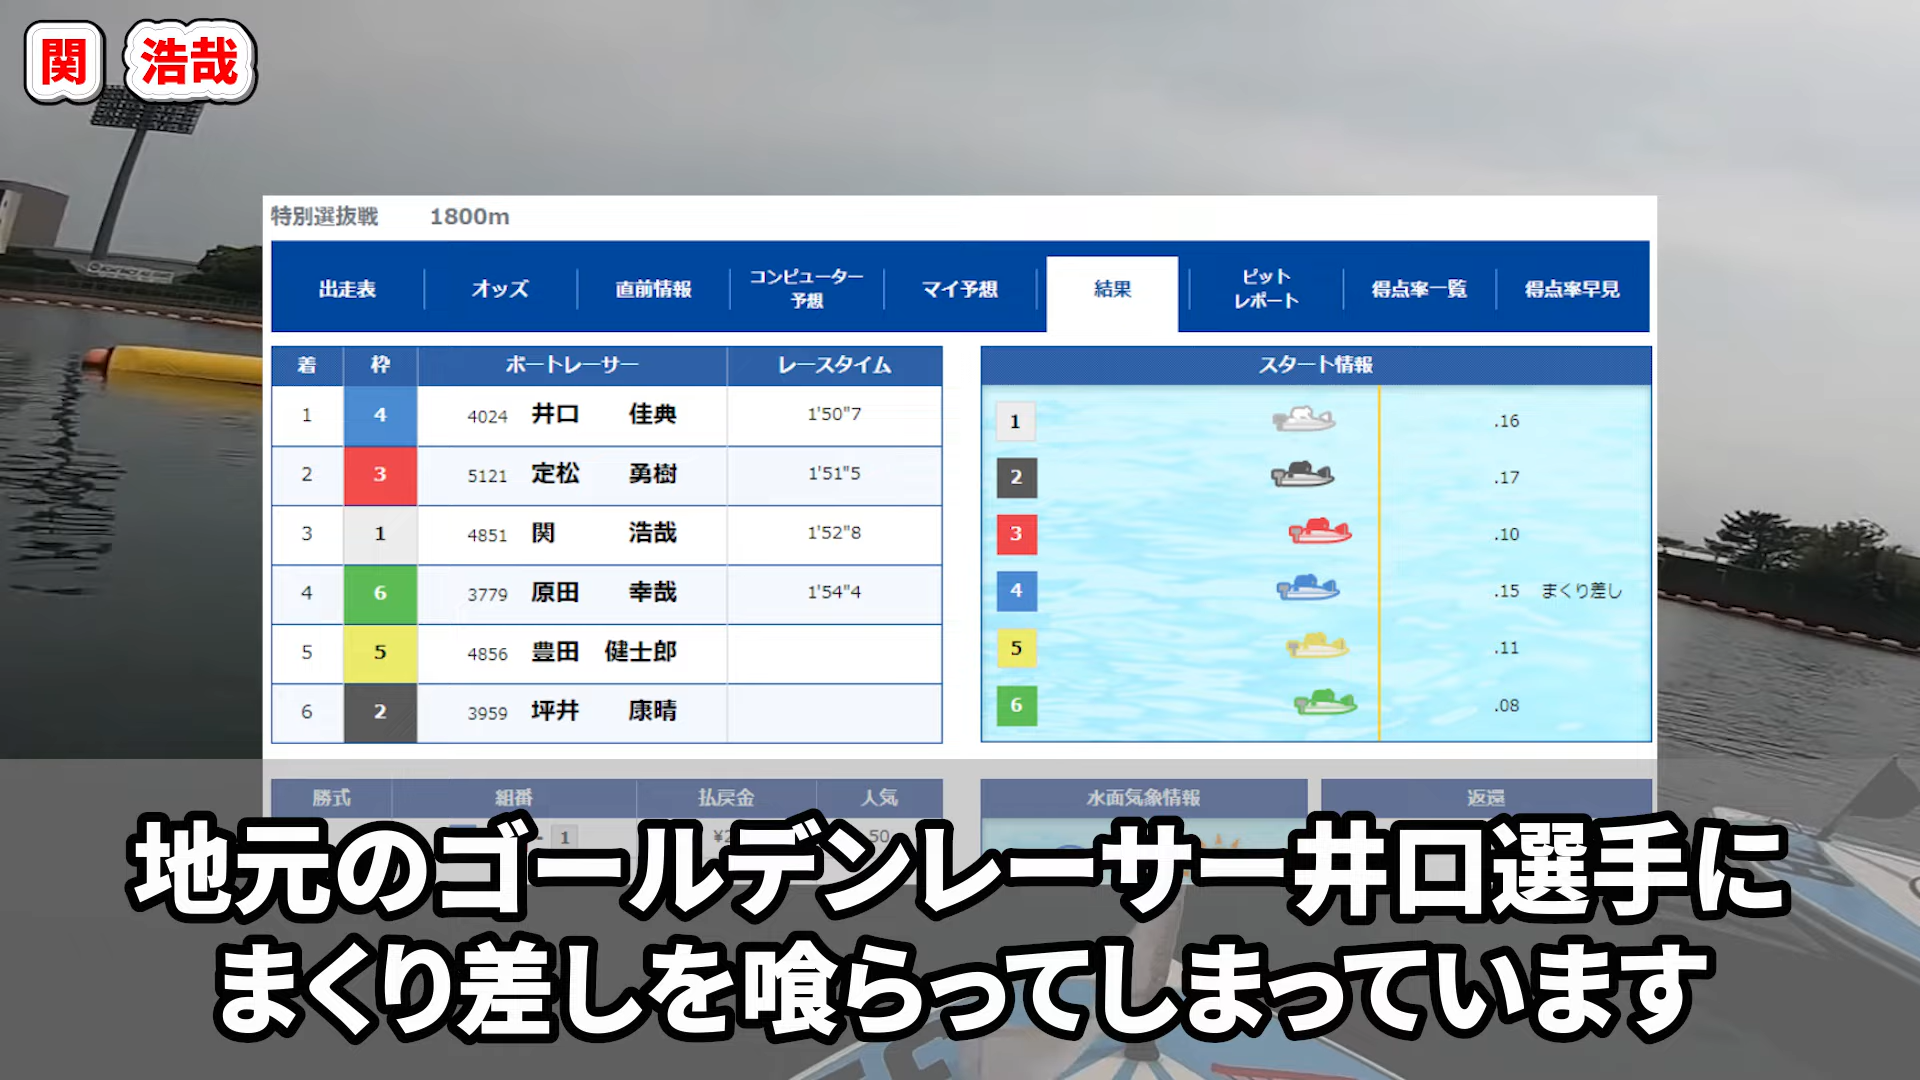 関 浩哉
特別選抜戦 1800m
出走表 オッズ 直前情報 コンピューター予想 マイ予想 結果 ピットレポート 得点率一覧 得点率早見
着 枠 ボートレーサー レースタイム
1 4 4024 井口 佳典 1'50"7
2 3 5121 定松 勇樹 1'51"5
3 1 4851 関 浩哉 1'52"8
4 6 3779 原田 幸哉 1'54"4
5 5 4856 豊田 健士郎
6 2 3959 坪井 康晴
スタート情報
1 .16
2 .17
3 .10
4 .15 まくり差し
5 .11
6 .08
勝式 組番 払戻金 人気
水面気象情報 返還
地元のゴールデンレーサー井口選手に
まくり差しを喰らってしまっています